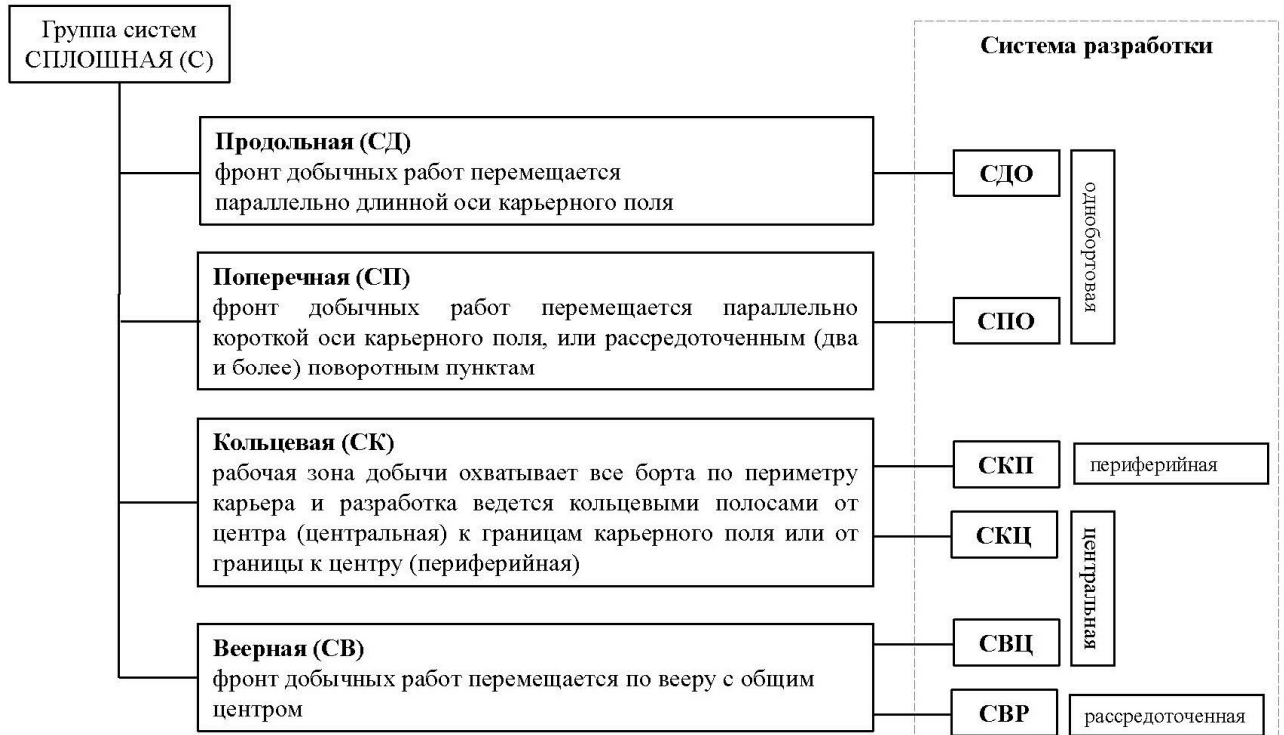 Группа систем
СПЛОШНАЯ (С)
Система разработки
Продольная (СД)
фронт добычных работ перемещается
параллельно длинной оси карьерного поля
СДО
однобортовая
Поперечная (СП)
фронт добычных работ перемещается параллельно
короткой оси карьерного поля, или рассредоточенным (два
и более) поворотным пунктам
СПО
Кольцевая (СК)
рабочая зона добычи охватывает все борта по периметру
карьера и разработка ведется кольцевыми полосами от
центра (центральная) к границам карьерного поля или от
границы к центру (периферийная)
СКП
периферийная
СКЦ
центральная
Веерная (СВ)
фронт добычных работ перемещается по вееру с общим
центром
СВЦ
СВР
рассредоточенная